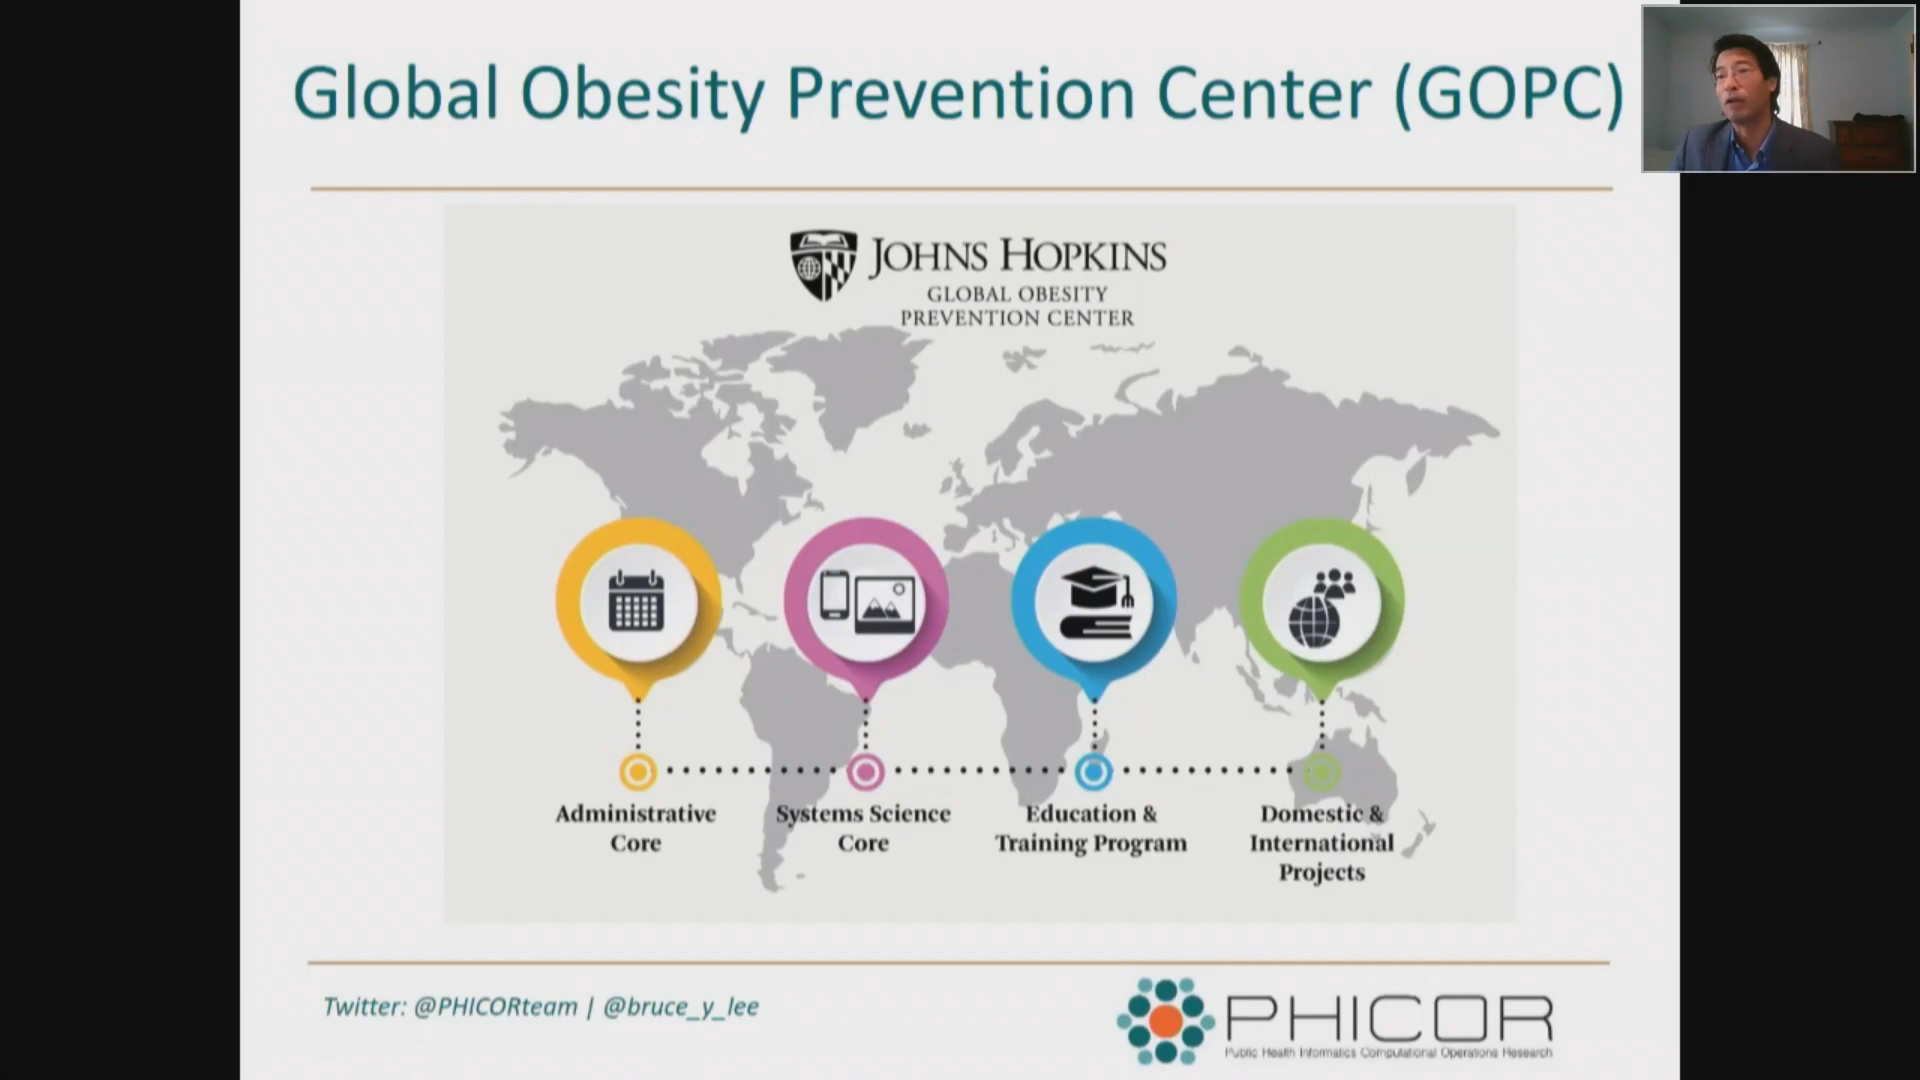 Global Obesity Prevention Center (GOPC)
JOHNS HOPKINS
GLOBAL OBESITY
PREVENTION CENTER
Administrative
Core
Systems Science
Core
Education &
Training Program
Domestic &
International
Projects
Twitter: @PHICORteam | @bruce_y_lee
PHICOR
Public Health Informatics Computational Operations Research